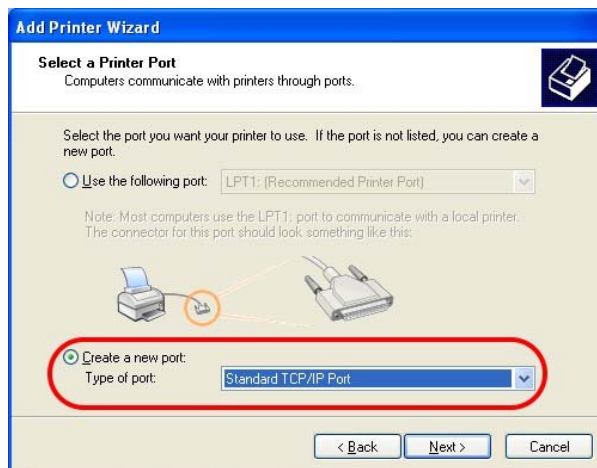 Add Printer Wizard
Select a Printer Port
Computers communicate with printers through ports.
Select the port you want your printer to use. If the port is not listed, you can create a
new port.
Use the following port: LPT1: (Recommended Printer Port)
Note: Most computers use the LPT1: port to communicate with a local printer.
The connector for this port should look something like this:
Create a new port:
Type of port: Standard TCP/IP Port
< Back Next > Cancel